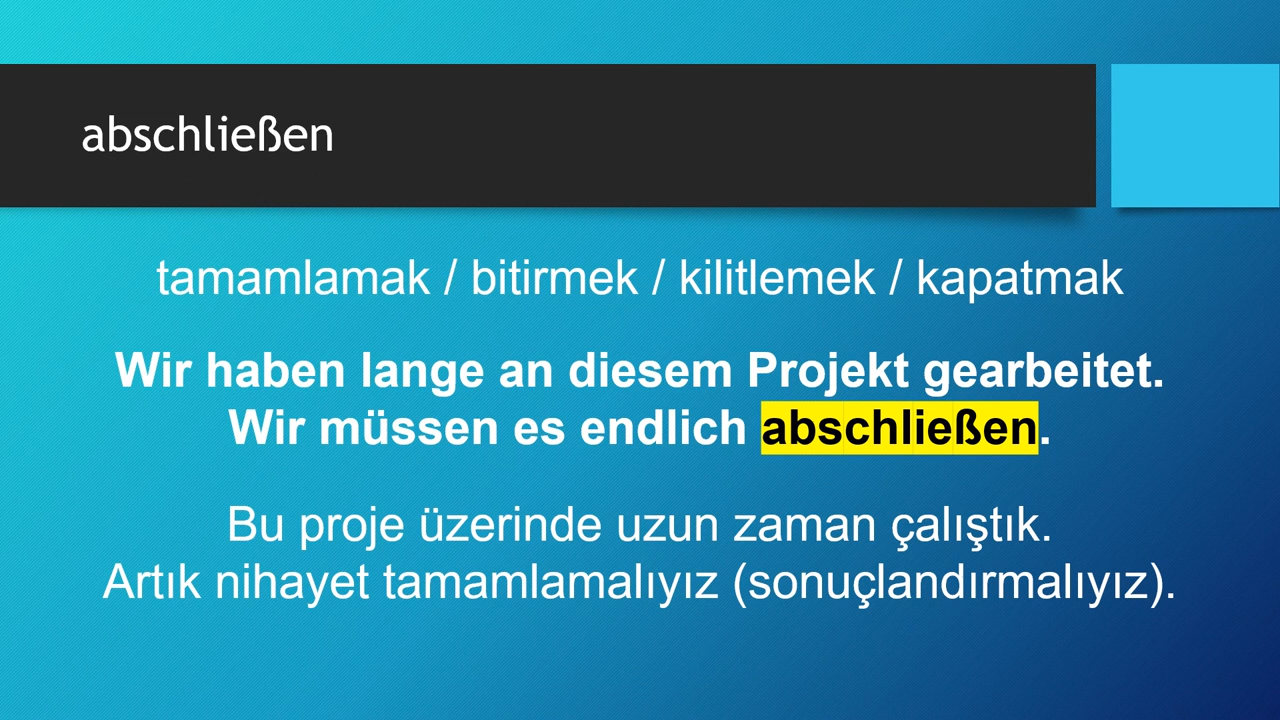 abschließen
tamamlamak / bitirmek / kilitlemek / kapatmak
Wir haben lange an diesem Projekt gearbeitet.
Wir müssen es endlich abschließen.
Bu proje üzerinde uzun zaman çalıştık.
Artık nihayet tamamlamalıyız (sonuçlandırmalıyız).